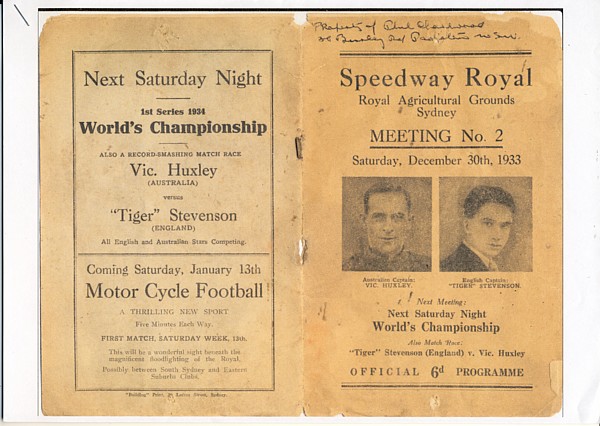 Next Saturday Night
1st Series 1934
World's Championship
ALSO A RECORD-SMASHING MATCH RACE
Vic. Huxley
(AUSTRALIA)
versus
"Tiger" Stevenson
(ENGLAND)
All English and Australian Stars Competing.
Coming Saturday, January 13th
Motor Cycle Football
A THRILLING NEW SPORT
Five Minutes Each Way.
FIRST MATCH, SATURDAY WEEK, 13th.
This will be a wonderful sight beneath the
magnificent floodlighting of the Royal.
Possibly between South Sydney and Eastern
Suburbs Clubs.
Print, Street, Sydney.
Property of
Rd Paddington N.S.W.
Speedway Royal
Royal Agricultural Grounds
Sydney
MEETING No. 2
Saturday, December 30th, 1933
Australian Captain:
VIC. HUXLEY.
English Captain:
"TIGER" STEVENSON.
Next Meeting:
Next Saturday Night
World's Championship
Also Match Race:
"Tiger" Stevenson (England) v. Vic. Huxley
OFFICIAL 6d PROGRAMME